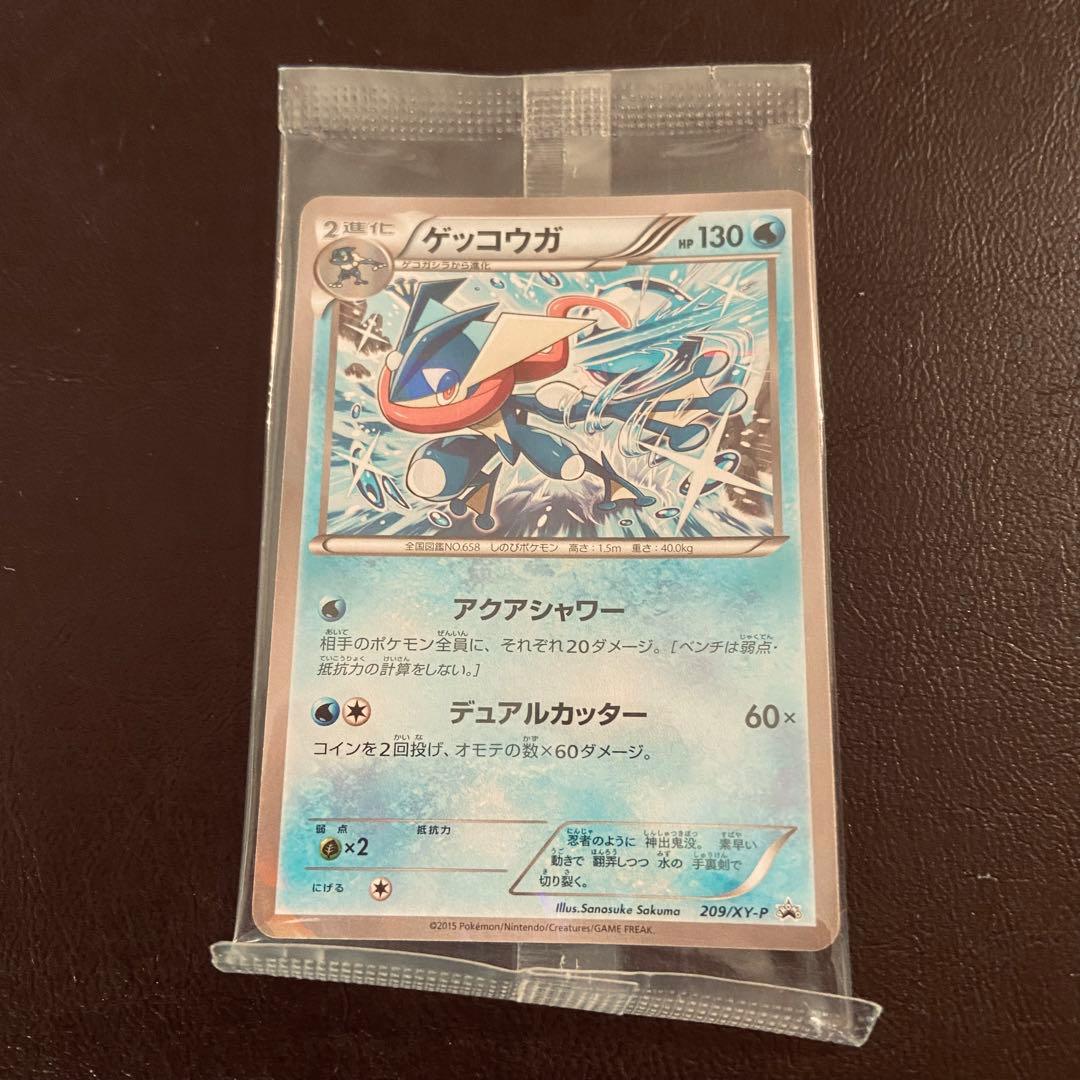 2進化
ゲッコウガ
HP 130
ゲコガシラから進化
全国図鑑NO.658 しのびポケモン 高さ:1.5m 重さ:40.0kg
アクアシャワー
相手のポケモン全員に、それぞれ20ダメージ。[ベンチは弱点・
抵抗力の計算をしない。]
デュアルカッター 60×
コインを2回投げ、オモテの数×60ダメージ。
弱点 抵抗力
×2
にげる
忍者のように 神出鬼没。 素早い
動きで 翻弄しつつ 水の 手裏剣で
切り裂く。
Illus.Sanosuke Sakuma 209/XY-P
©2015 Pokémon/Nintendo/Creatures/GAME FREAK.